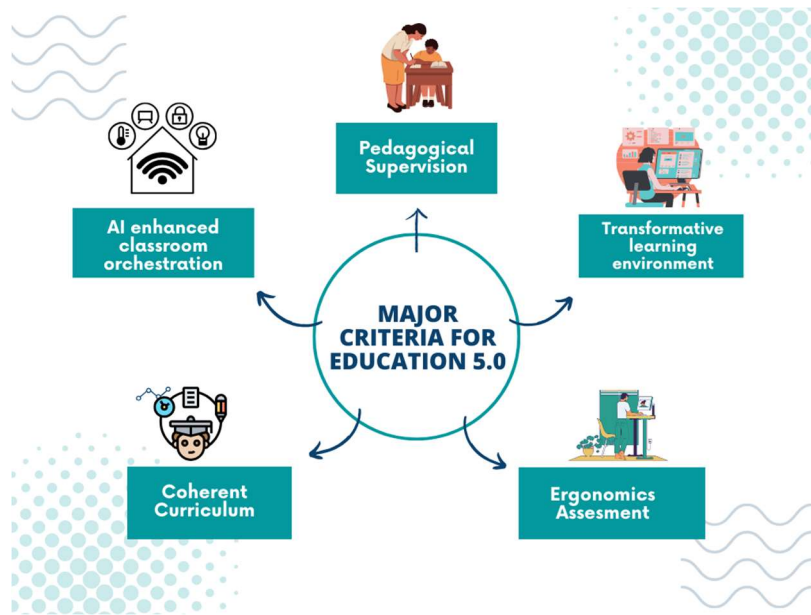 Pedagogical
Supervision
AI enhanced
classroom
orchestration
Transformative
learning
environment
MAJOR
CRITERIA FOR
EDUCATION 5.0
Coherent
Curriculum
Ergonomics
Assesment